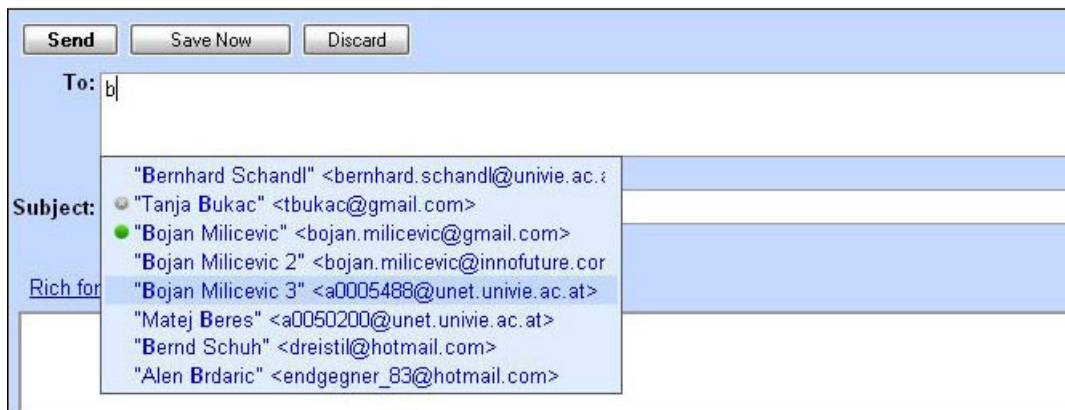 Send Save Now Discard
To: b
"Bernhard Schandl" <bernhard.schandl@univie.ac.a
Subject:
"Tanja Bukac" <tbukac@gmail.com>
"Bojan Milicevic" <bojan.milicevic@gmail.com>
"Bojan Milicevic 2" <bojan.milicevic@innofuture.cor
Rich for
"Bojan Milicevic 3" <a0005488@unet.univie.ac.at>
"Matej Beres" <a0050200@unet.univie.ac.at>
"Bernd Schuh" <dreistil@hotmail.com>
"Alen Brdaric" <endgegner_83@hotmail.com>